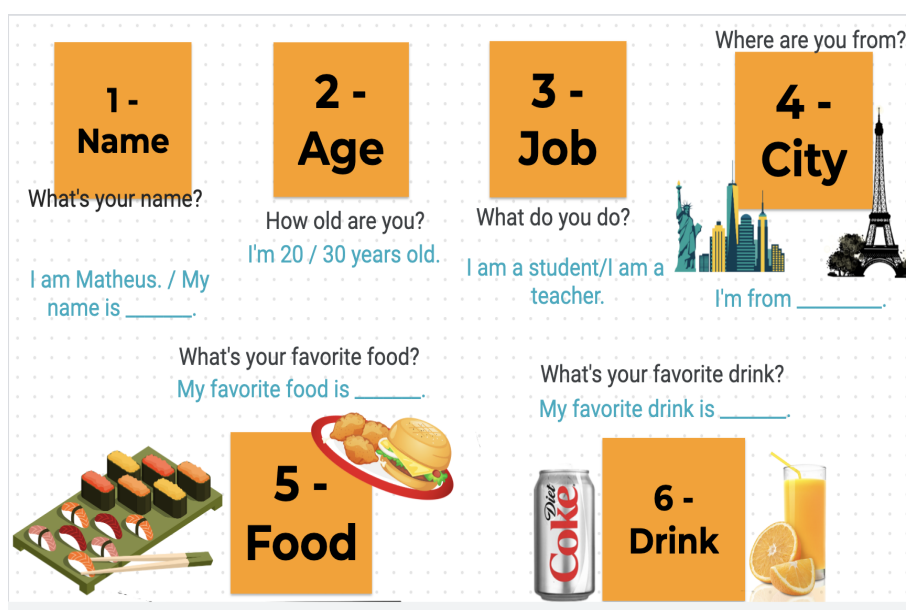 1 -
Name
What's your name?
I am Matheus. / My
name is ______.
2 -
Age
How old are you?
I'm 20 / 30 years old.
3 -
Job
What do you do?
I am a student/I am a
teacher.
Where are you from?
4 -
City
I'm from ________.
What's your favorite food?
My favorite food is ______.
5 -
Food
What's your favorite drink?
My favorite drink is ______.
Diet
Coke
6 -
Drink